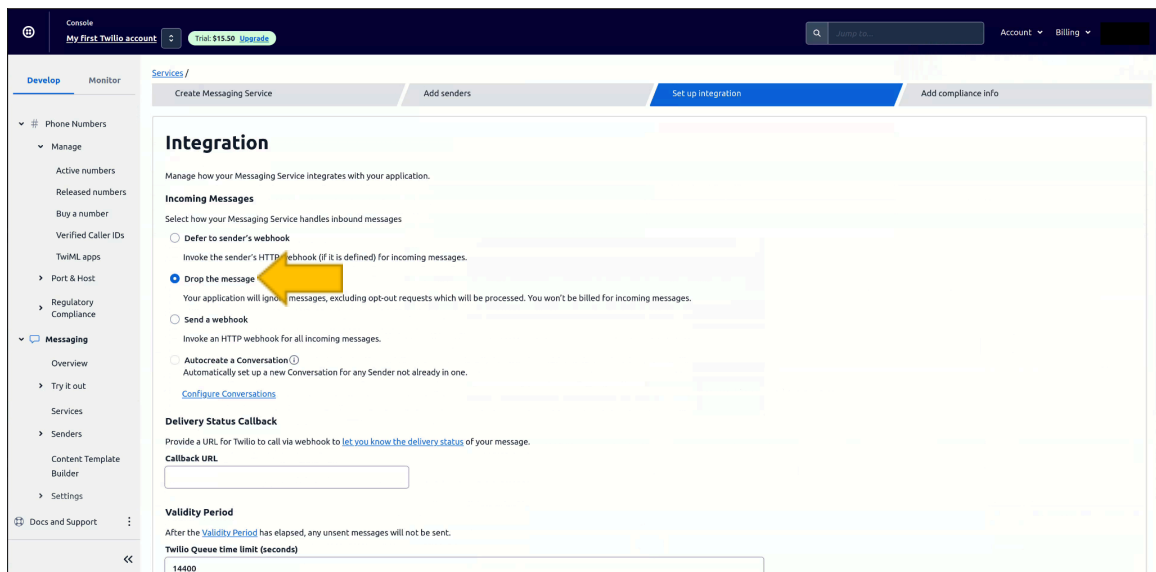 Console
My first Twilio account
Trial: $15.50 Upgrade
Jump to...
Account
Billing
Develop
Monitor
# Phone Numbers
Manage
Active numbers
Released numbers
Buy a number
Verified Caller IDs
TwiML apps
Port & Host
Regulatory
Compliance
Messaging
Overview
Try it out
Services
Senders
Content Template
Builder
Settings
Docs and Support
Services /
Create Messaging Service
Add senders
Set up integration
Add compliance info
Integration
Manage how your Messaging Service integrates with your application.
Incoming Messages
Select how your Messaging Service handles inbound messages
Defer to sender's webhook
Invoke the sender's HTTP webhook (if it is defined) for incoming messages.
Drop the message
Your application will ignore messages, excluding opt-out requests which will be processed. You won't be billed for incoming messages.
Send a webhook
Invoke an HTTP webhook for all incoming messages.
Autocreate a Conversation
Automatically set up a new Conversation for any Sender not already in one.
Configure Conversations
Delivery Status Callback
Provide a URL for Twilio to call via webhook to let you know the delivery status of your message.
Callback URL
Validity Period
After the Validity Period has elapsed, any unsent messages will not be sent.
Twilio Queue time limit (seconds)
14400